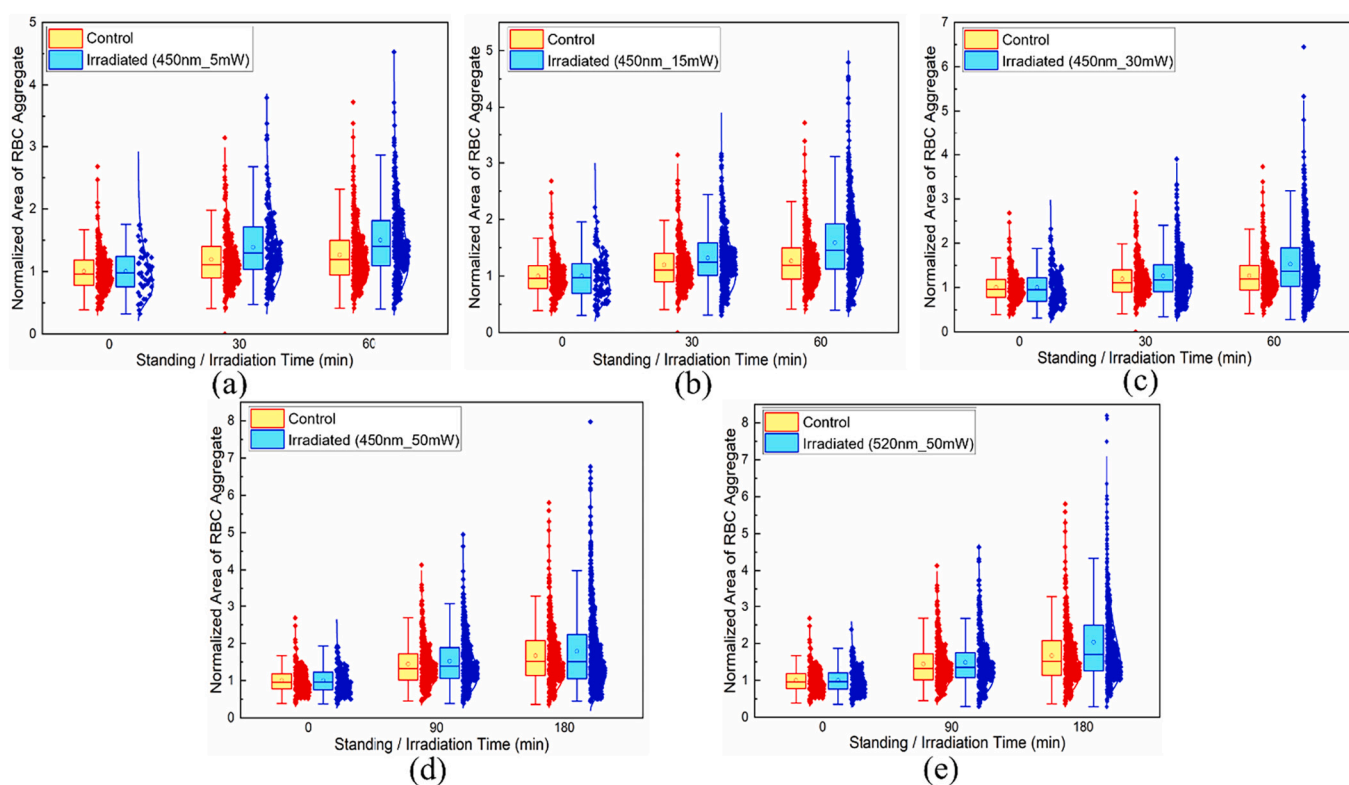 5
4
3
2
1
0
Normalized Area of RBC Aggregate
Control
Irradiated (450nm_5mW)
0
30
60
Standing / Irradiation Time (min)
(a)
5
4
3
2
1
0
Normalized Area of RBC Aggregate
Control
Irradiated (450nm_15mW)
0
30
60
Standing / Irradiation Time (min)
(b)
7
6
5
4
3
2
1
0
Normalized Area of RBC Aggregate
Control
Irradiated (450nm_30mW)
0
30
60
Standing / Irradiation Time (min)
(c)
8
7
6
5
4
3
2
1
0
Normalized Area of RBC Aggregate
Control
Irradiated (450nm_50mW)
0
90
180
Standing / Irradiation Time (min)
(d)
8
7
6
5
4
3
2
1
0
Normalized Area of RBC Aggregate
Control
Irradiated (520nm_50mW)
0
90
180
Standing / Irradiation Time (min)
(e)